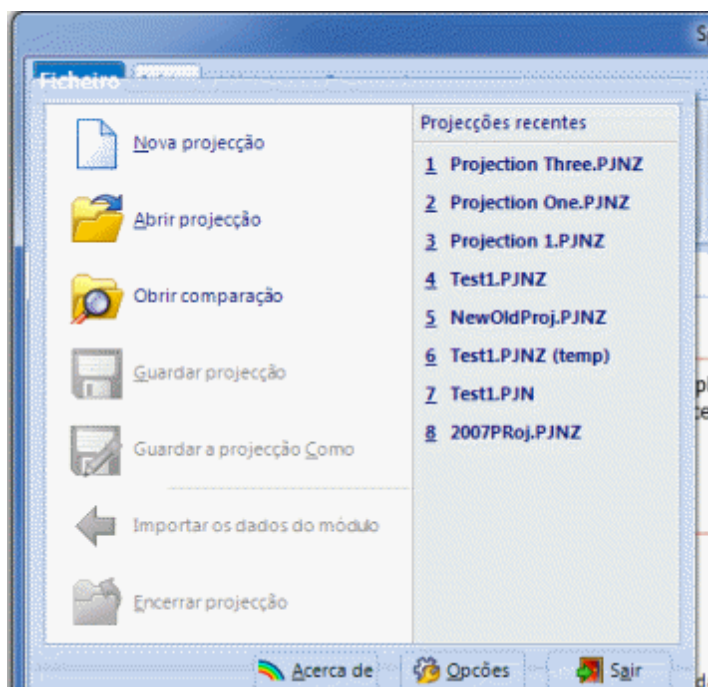 Ficheiro
Nova projecção
Abrir projecção
Obrir comparação
Guardar projecção
Guardar a projecção Como
Importar os dados do módulo
Encerrar projecção
Projecções recentes
1 Projection Three.PJNZ
2 Projection One.PJNZ
3 Projection 1.PJNZ
4 Test1.PJNZ
5 NewOldProj.PJNZ
6 Test1.PJNZ (temp)
7 Test1.PJN
8 2007PRoj.PJNZ
Acerca de
Opcões
Sair